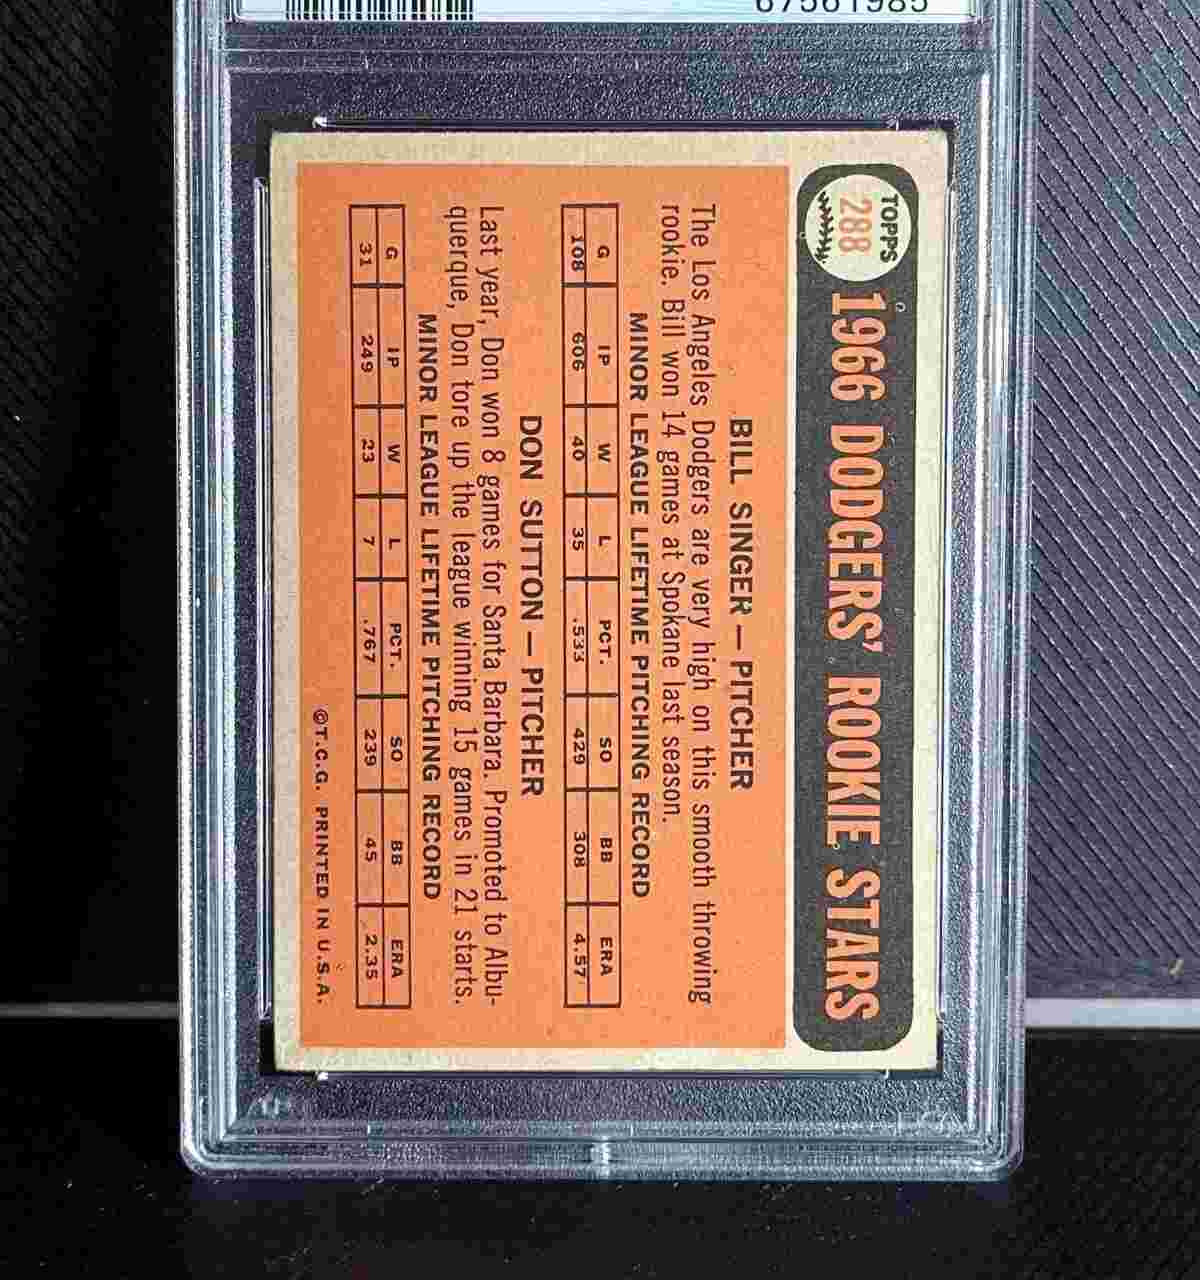 67561985
TOPPS
288
1966 DODGERS' ROOKIE STARS
BILL SINGER — PITCHER
The Los Angeles Dodgers are very high on this smooth throwing
rookie. Bill won 14 games at Spokane last season.
MINOR LEAGUE LIFETIME PITCHING RECORD
G IP W L PCT. SO BB ERA
108 606 40 35 .533 429 308 4.57
DON SUTTON — PITCHER
Last year, Don won 8 games for Santa Barbara. Promoted to Albu-
querque, Don tore up the league winning 15 games in 21 starts.
MINOR LEAGUE LIFETIME PITCHING RECORD
G IP W L PCT. SO BB ERA
31 249 23 7 .767 239 45 2.35
©T.C.G. PRINTED IN U.S.A.